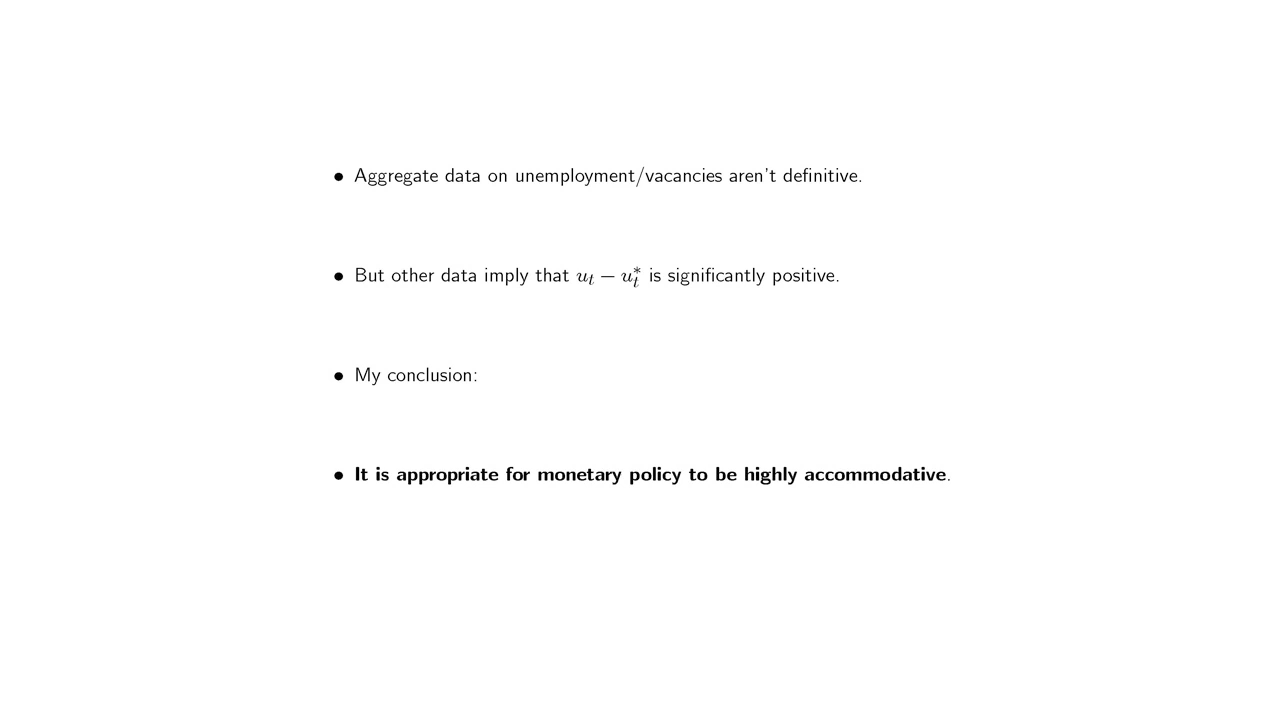 • Aggregate data on unemployment/vacancies aren't definitive.
• But other data imply that $u_t - u_t^*$ is significantly positive.
• My conclusion:
• It is appropriate for monetary policy to be highly accommodative.